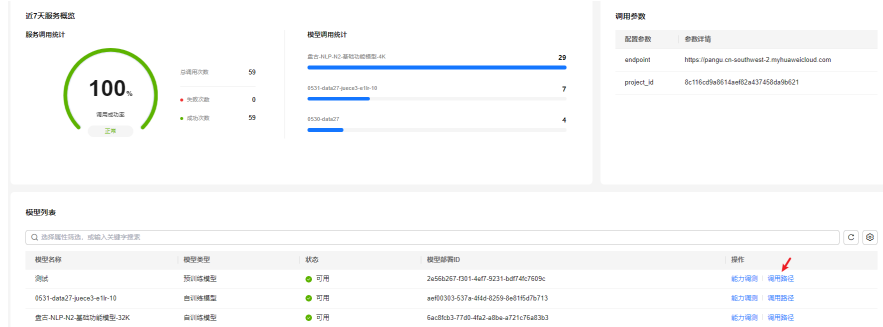 近7天服务概览
服务调用统计
100%
调用成功率
正常
总调用次数 59
失败次数 0
成功次数 59
模型调用统计
盘古-NLP-N2-基础功能模型-4K 29
0531-data27-juece3-e1lr-10 7
0530-data27 4
调用参数
配置参数 参数详情
endpoint https://pangu.cn-southwest-2.myhuaweicloud.com
project_id 8c116cd9a8614aef82a437458da9b621
模型列表
选择属性筛选，或输入关键字搜索
模型名称 模型类型 状态 模型部署ID 操作
测试 预训练模型 可用 2e56b267-f301-4ef7-9231-bdf74fc7609c 能力调测 调用路径
0531-data27-juece3-e1lr-10 自训练模型 可用 aef00303-537a-4f4d-8259-8e81f5d7b713 能力调测 调用路径
盘古-NLP-N2-基础功能模型-32K 自训练模型 可用 6ac8fcb3-77d0-4fa2-a8be-a721c76a83b3 能力调测 调用路径